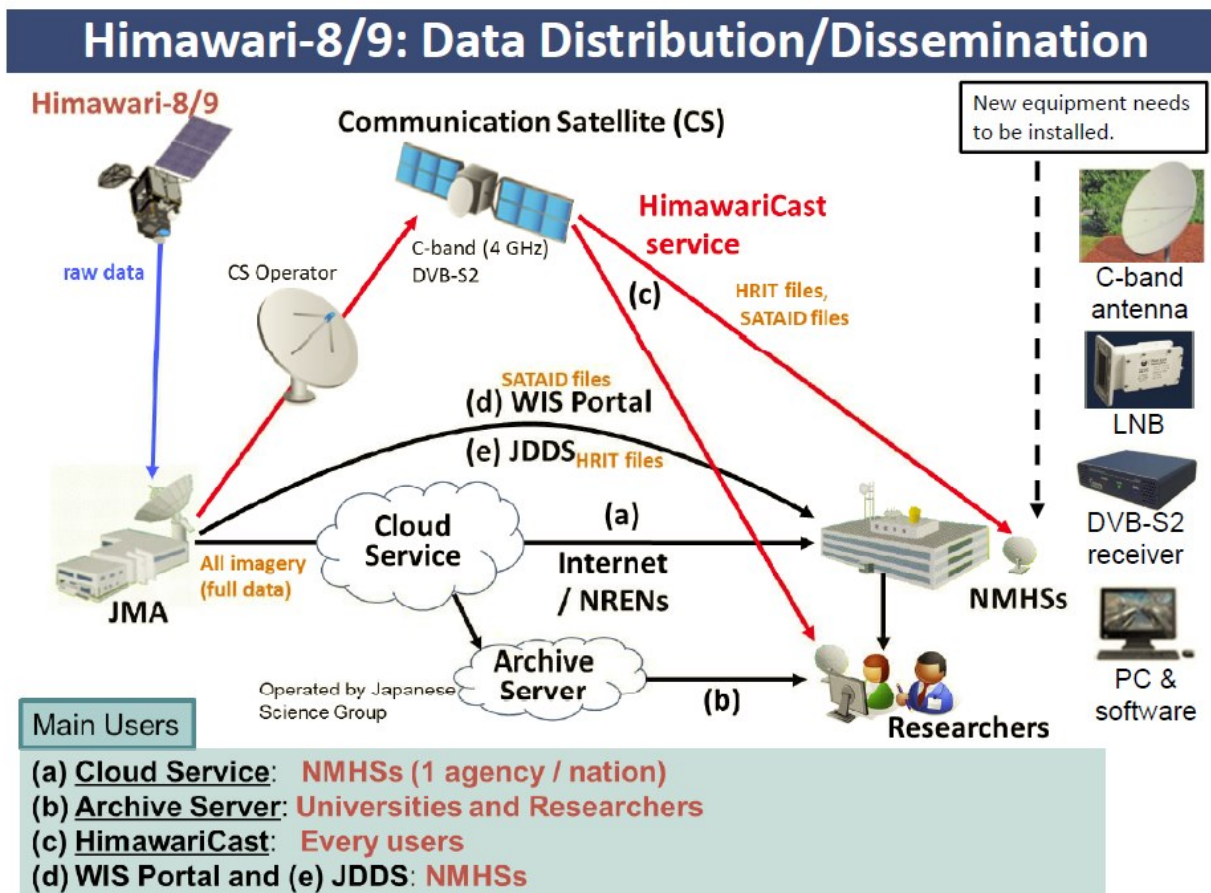 Himawari-8/9: Data Distribution/Dissemination
Himawari-8/9
Communication Satellite (CS)
New equipment needs
to be installed.
C-band (4 GHz)
DVB-S2
HimawariCast
service
raw data
CS Operator
(c)
HRIT files,
SATAID files
C-band
antenna
SATAID files
(d) WIS Portal
(e) JDDS HRIT files
LNB
Cloud
Service
(a)
Internet
/ NRENs
All imagery
(full data)
JMA
NMHSs
DVB-S2
receiver
Archive
Server
Operated by Japanese
Science Group
(b)
Researchers
PC &
software
Main Users
(a) Cloud Service: NMHSs (1 agency / nation)
(b) Archive Server: Universities and Researchers
(c) HimawariCast: Every users
(d) WIS Portal and (e) JDDS: NMHSs